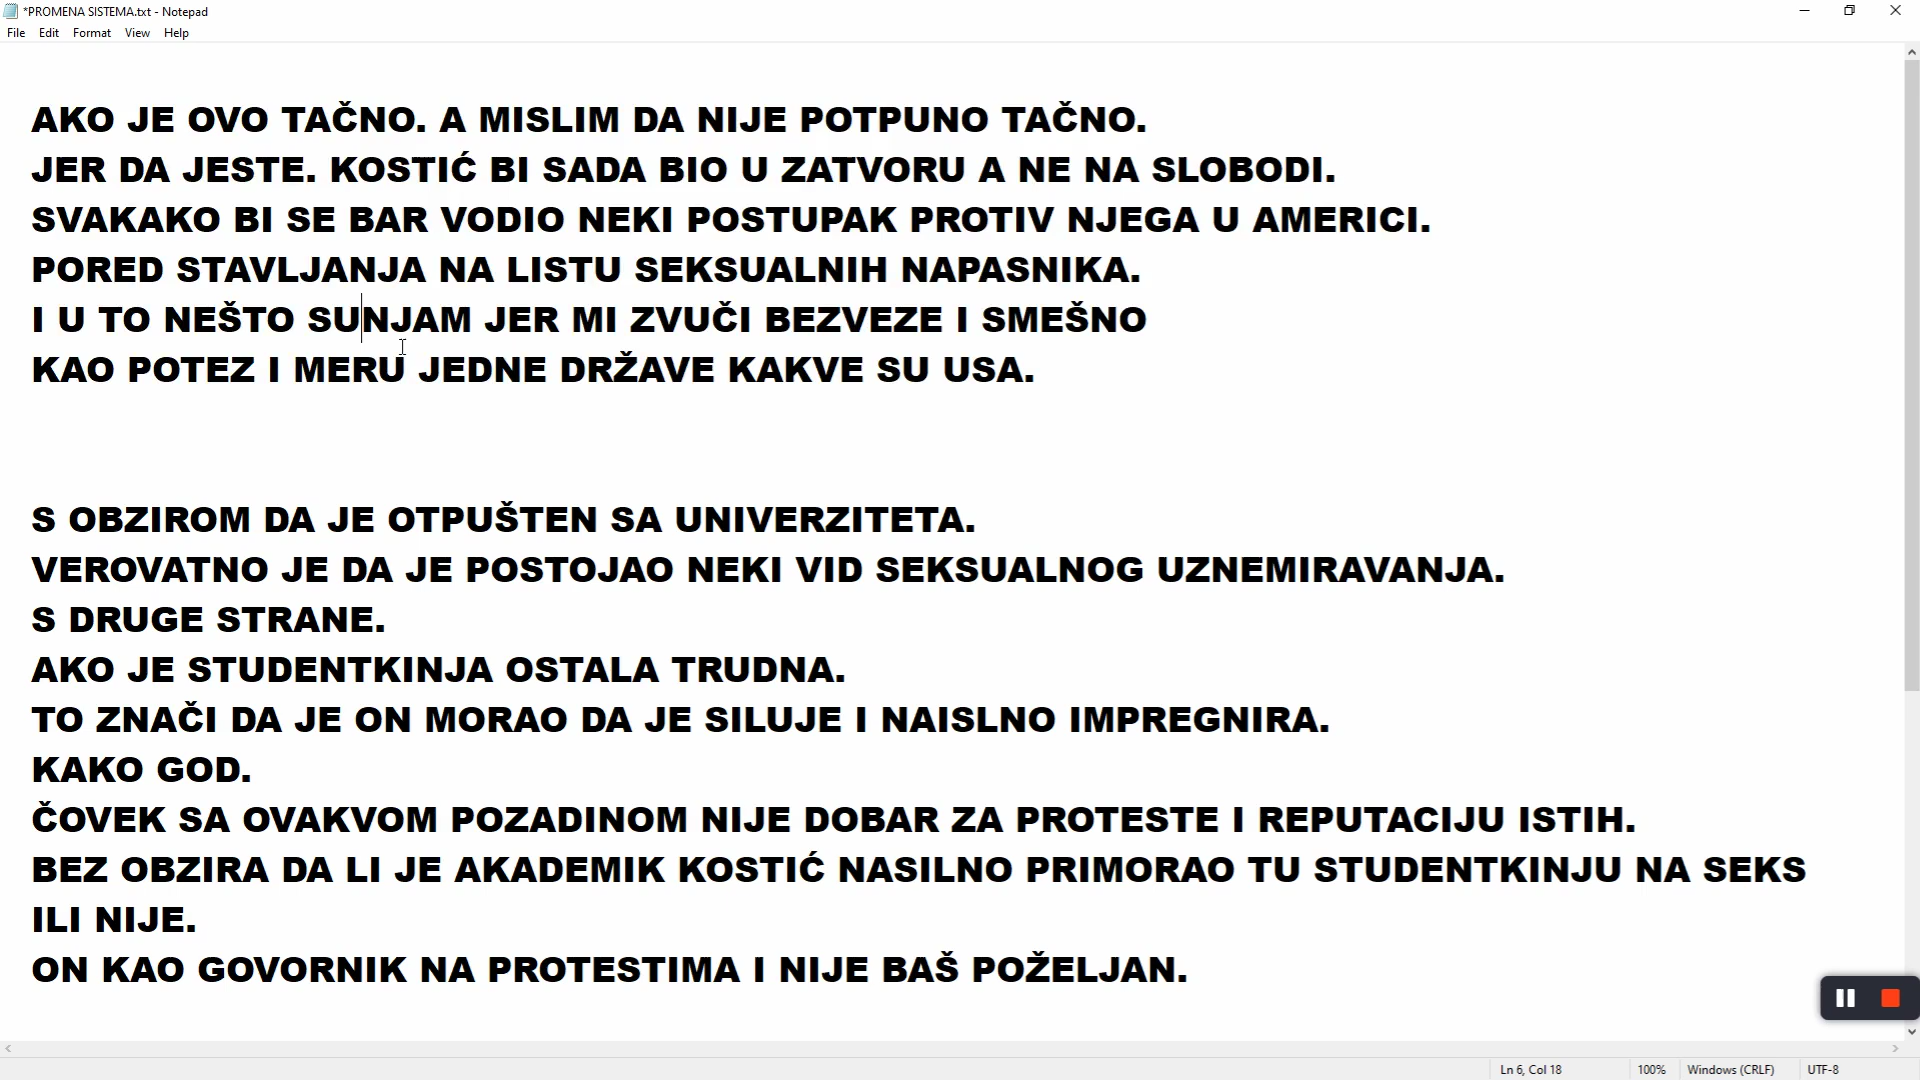 *PROMENA SISTEMA.txt - Notepad
File Edit Format View Help
AKO JE OVO TAČNO. A MISLIM DA NIJE POTPUNO TAČNO.
JER DA JESTE. KOSTIĆ BI SADA BIO U ZATVORU A NE NA SLOBODI.
SVAKAKO BI SE BAR VODIO NEKI POSTUPAK PROTIV NJEGA U AMERICI.
PORED STAVLJANJA NA LISTU SEKSUALNIH NAPASNIKA.
I U TO NEŠTO SUNJAM JER MI ZVUČI BEZVEZE I SMEŠNO
KAO POTEZ I MERU JEDNE DRŽAVE KAKVE SU USA.
S OBZIROM DA JE OTPUŠTEN SA UNIVERZITETA.
VEROVATNO JE DA JE POSTOJAO NEKI VID SEKSUALNOG UZNEMIRAVANJA.
S DRUGE STRANE.
AKO JE STUDENTKINJA OSTALA TRUDNA.
TO ZNAČI DA JE ON MORAO DA JE SILUJE I NAISLNO IMPREGNIRA.
KAKO GOD.
ČOVEK SA OVAKVOM POZADINOM NIJE DOBAR ZA PROTESTE I REPUTACIJU ISTIH.
BEZ OBZIRA DA LI JE AKADEMIK KOSTIĆ NASILNO PRIMORAO TU STUDENTKINJU NA SEKS
ILI NIJE.
ON KAO GOVORNIK NA PROTESTIMA I NIJE BAŠ POŽELJAN.
Ln 6, Col 18 100% Windows (CRLF) UTF-8